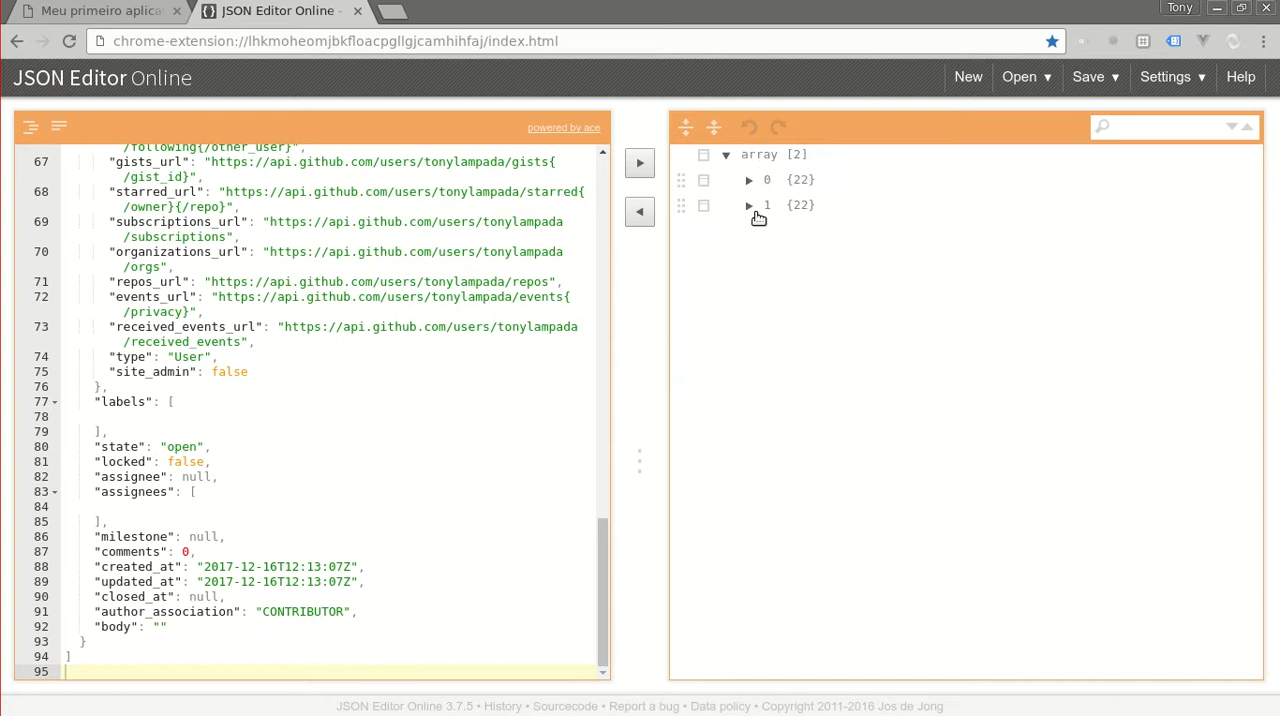 Meu primeiro aplica
JSON Editor Online -
Tony
chrome-extension://lhkmoheomjbkfloacpgllgjcamhihfaj/index.html
JSON Editor Online
New Open Save Settings Help
powered by ace
/following{/other_user}",
67 "gists_url": "https://api.github.com/users/tonylampada/gists{
/gist_id}",
68 "starred_url": "https://api.github.com/users/tonylampada/starred{
/owner}{/repo}",
69 "subscriptions_url": "https://api.github.com/users/tonylampada
/subscriptions",
70 "organizations_url": "https://api.github.com/users/tonylampada
/orgs",
71 "repos_url": "https://api.github.com/users/tonylampada/repos",
72 "events_url": "https://api.github.com/users/tonylampada/events{
/privacy}",
73 "received_events_url": "https://api.github.com/users/tonylampada
/received_events",
74 "type": "User",
75 "site_admin": false
76 },
77 "labels": [
78
79 ],
80 "state": "open",
81 "locked": false,
82 "assignee": null,
83 "assignees": [
84
85 ],
86 "milestone": null,
87 "comments": 0,
88 "created_at": "2017-12-16T12:13:07Z",
89 "updated_at": "2017-12-16T12:13:07Z",
90 "closed_at": null,
91 "author_association": "CONTRIBUTOR",
92 "body": ""
93 }
94 ]
95
array [2]
0 {22}
1 {22}
JSON Editor Online 3.7.5 • History • Sourcecode • Report a bug • Data policy • Copyright 2011-2016 Jos de Jong